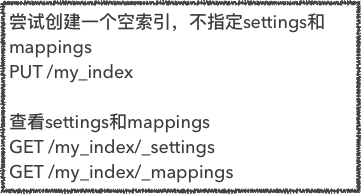 尝试创建一个空索引，不指定settings和
mappings
PUT /my_index
查看settings和mappings
GET /my_index/_settings
GET /my_index/_mappings